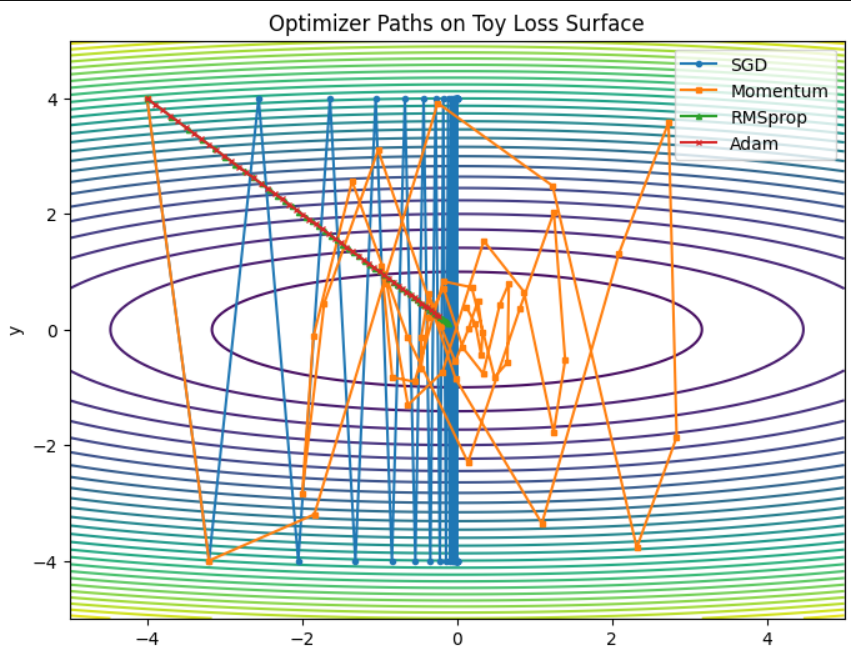 Optimizer Paths on Toy Loss Surface
SGD
Momentum
RMSprop
Adam
y
4
2
0
−2
−4
−4
−2
0
2
4